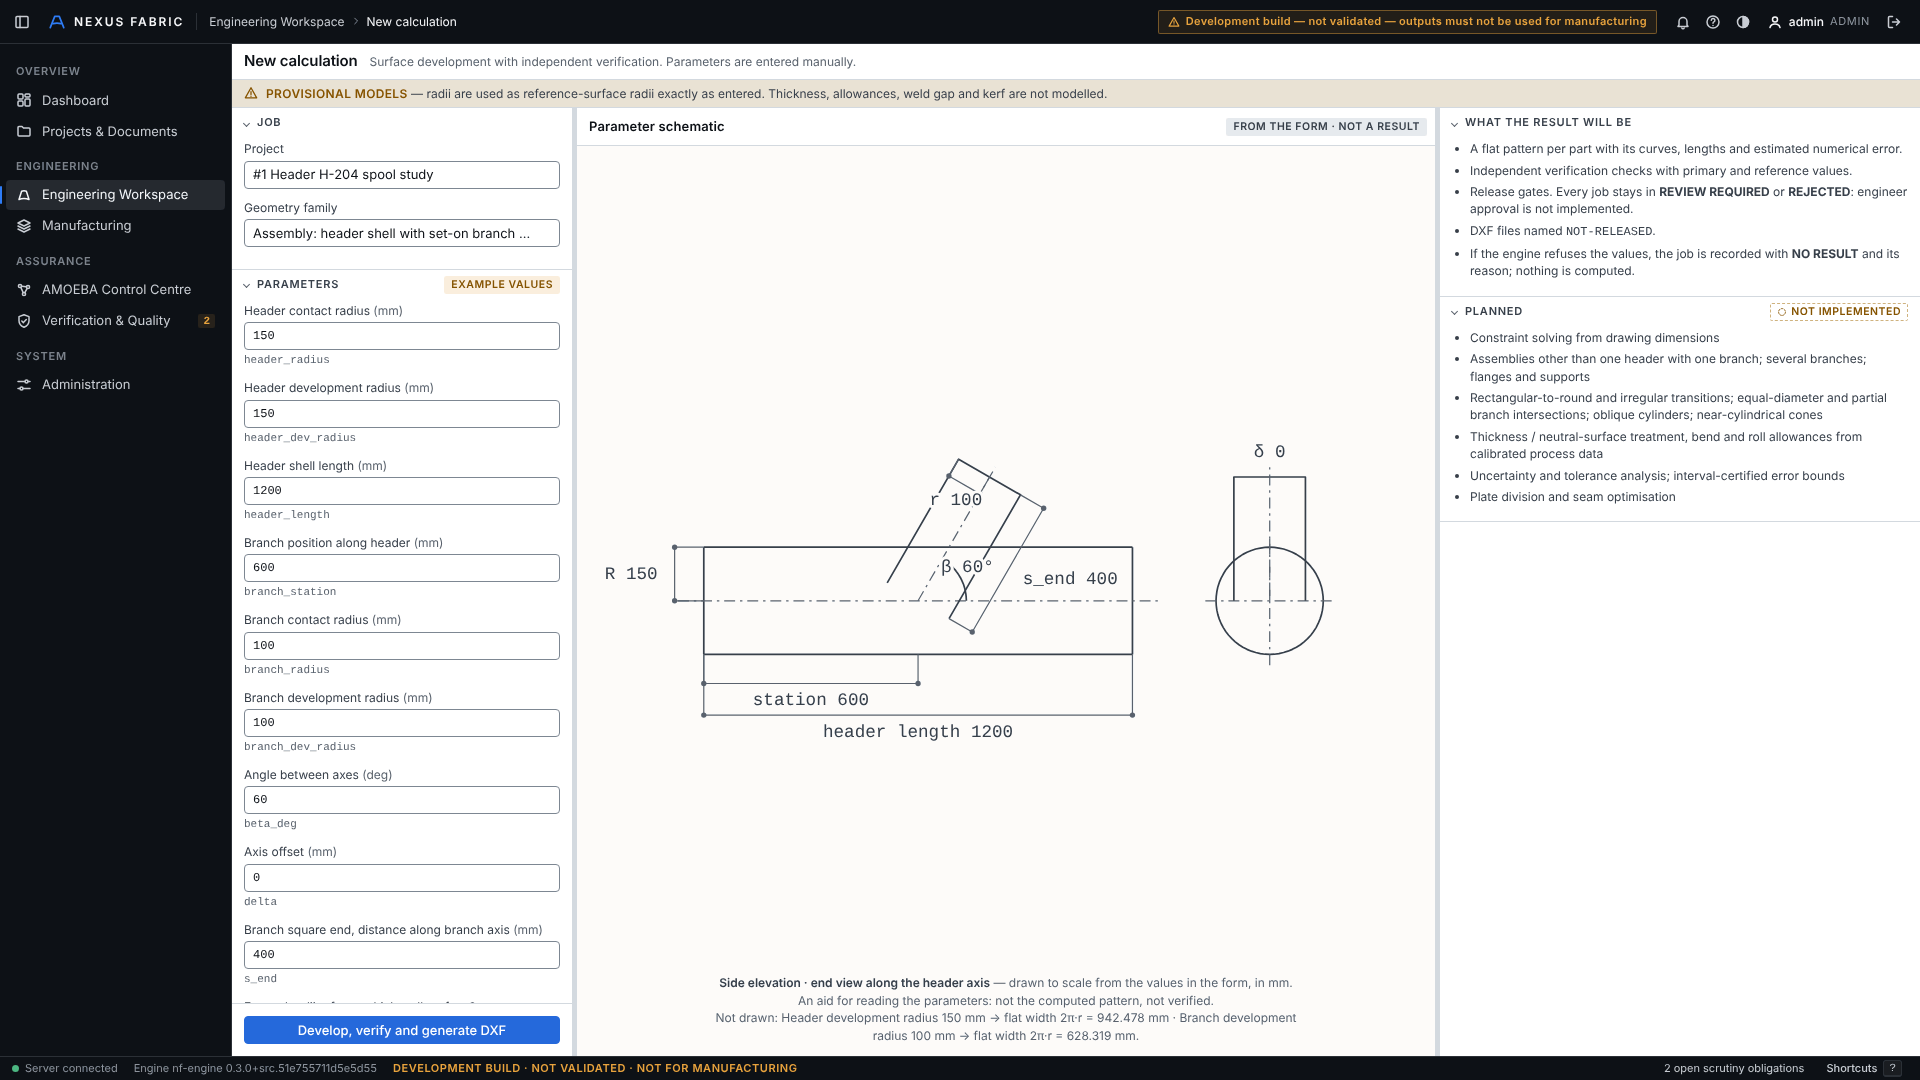 NEXUS FABRIC
Engineering Workspace > New calculation
Development build — not validated — outputs must not be used for manufacturing
admin ADMIN
OVERVIEW
Dashboard
Projects & Documents
ENGINEERING
Engineering Workspace
Manufacturing
ASSURANCE
AMOEBA Control Centre
Verification & Quality 2
SYSTEM
Administration
New calculation Surface development with independent verification. Parameters are entered manually.
PROVISIONAL MODELS — radii are used as reference-surface radii exactly as entered. Thickness, allowances, weld gap and kerf are not modelled.
JOB
Project
#1 Header H-204 spool study
Geometry family
Assembly: header shell with set-on branch ...
PARAMETERS EXAMPLE VALUES
Header contact radius (mm)
150
header_radius
Header development radius (mm)
150
header_dev_radius
Header shell length (mm)
1200
header_length
Branch position along header (mm)
600
branch_station
Branch contact radius (mm)
100
branch_radius
Branch development radius (mm)
100
branch_dev_radius
Angle between axes (deg)
60
beta_deg
Axis offset (mm)
0
delta
Branch square end, distance along branch axis (mm)
400
s_end
Develop, verify and generate DXF
Parameter schematic FROM THE FORM · NOT A RESULT
δ 0
r 100
R 150
β 60°
s_end 400
station 600
header length 1200
Side elevation · end view along the header axis — drawn to scale from the values in the form, in mm.
An aid for reading the parameters: not the computed pattern, not verified.
Not drawn: Header development radius 150 mm → flat width 2π·r = 942.478 mm · Branch development
radius 100 mm → flat width 2π·r = 628.319 mm.
WHAT THE RESULT WILL BE
• A flat pattern per part with its curves, lengths and estimated numerical error.
• Independent verification checks with primary and reference values.
• Release gates. Every job stays in REVIEW REQUIRED or REJECTED: engineer
approval is not implemented.
• DXF files named NOT-RELEASED.
• If the engine refuses the values, the job is recorded with NO RESULT and its
reason; nothing is computed.
PLANNED NOT IMPLEMENTED
• Constraint solving from drawing dimensions
• Assemblies other than one header with one branch; several branches;
flanges and supports
• Rectangular-to-round and irregular transitions; equal-diameter and partial
branch intersections; oblique cylinders; near-cylindrical cones
• Thickness / neutral-surface treatment, bend and roll allowances from
calibrated process data
• Uncertainty and tolerance analysis; interval-certified error bounds
• Plate division and seam optimisation
Server connected Engine nf-engine 0.3.0+src.51e755711d5e5d55 DEVELOPMENT BUILD · NOT VALIDATED · NOT FOR MANUFACTURING
2 open scrutiny obligations Shortcuts ?